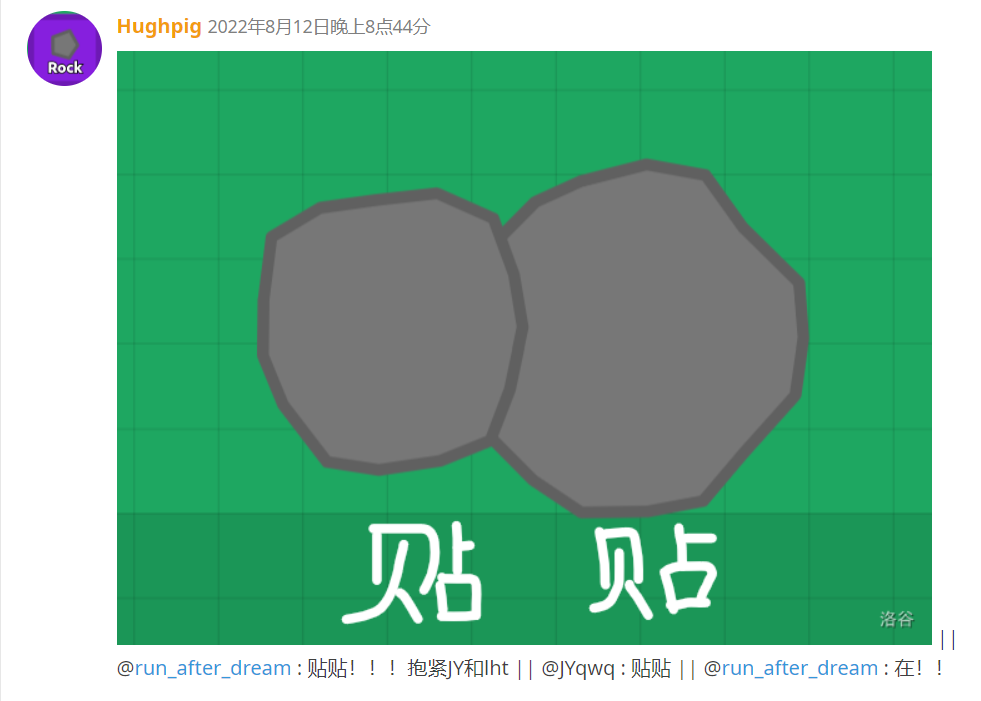 Rock
Hughpig 2022年8月12日晚上8点44分
贴 贴
洛谷
||
@run_after_dream : 贴贴！！！抱紧JY和lht || @JYqwq : 贴贴 || @run_after_dream : 在！！